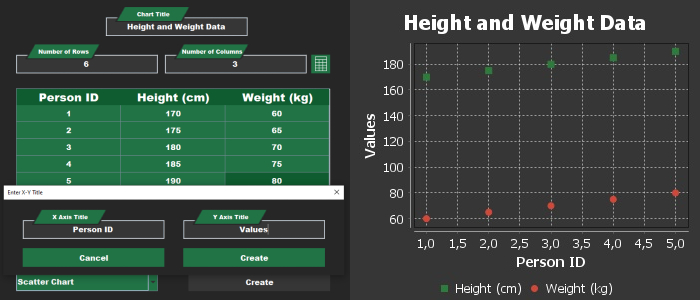 Chart Title
Height and Weight Data
Number of Rows
Number of Columns
6
3
Person ID Height (cm) Weight (kg)
1 170 60
2 175 65
3 180 70
4 185 75
5 190 80
Enter X-Y Title
X Axis Title
Y Axis Title
Person ID
Values
Cancel
Create
Scatter Chart
Create
Height and Weight Data
Values
180
160
140
120
100
80
60
1,0 1,5 2,0 2,5 3,0 3,5 4,0 4,5 5,0
Person ID
Height (cm) Weight (kg)